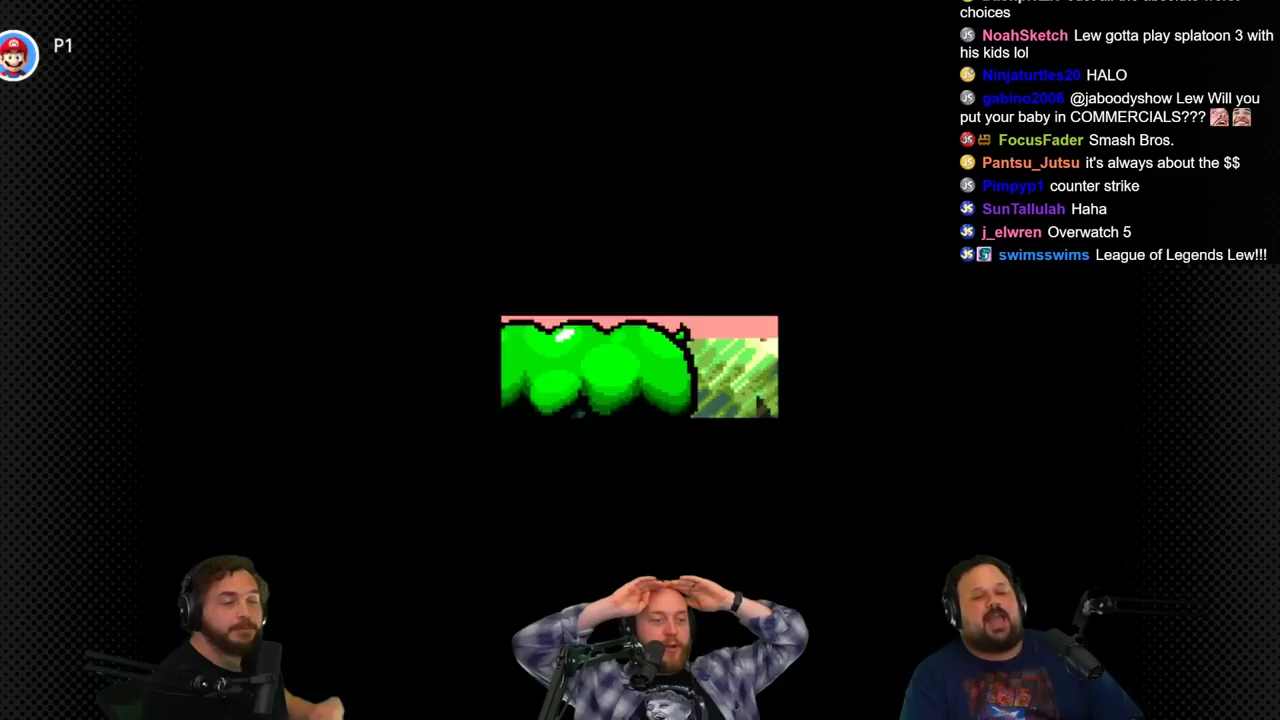 P1
choices
NoahSketch Lew gotta play splatoon 3 with
his kids lol
Ninjaturtles20 HALO
gabino2006 @jaboodyshow Lew Will you
put your baby in COMMERCIALS???
FocusFader Smash Bros.
Pantsu_Jutsu it's always about the $$
Pimpyp1 counter strike
SunTallulah Haha
j_elwren Overwatch 5
swimsswims League of Legends Lew!!!